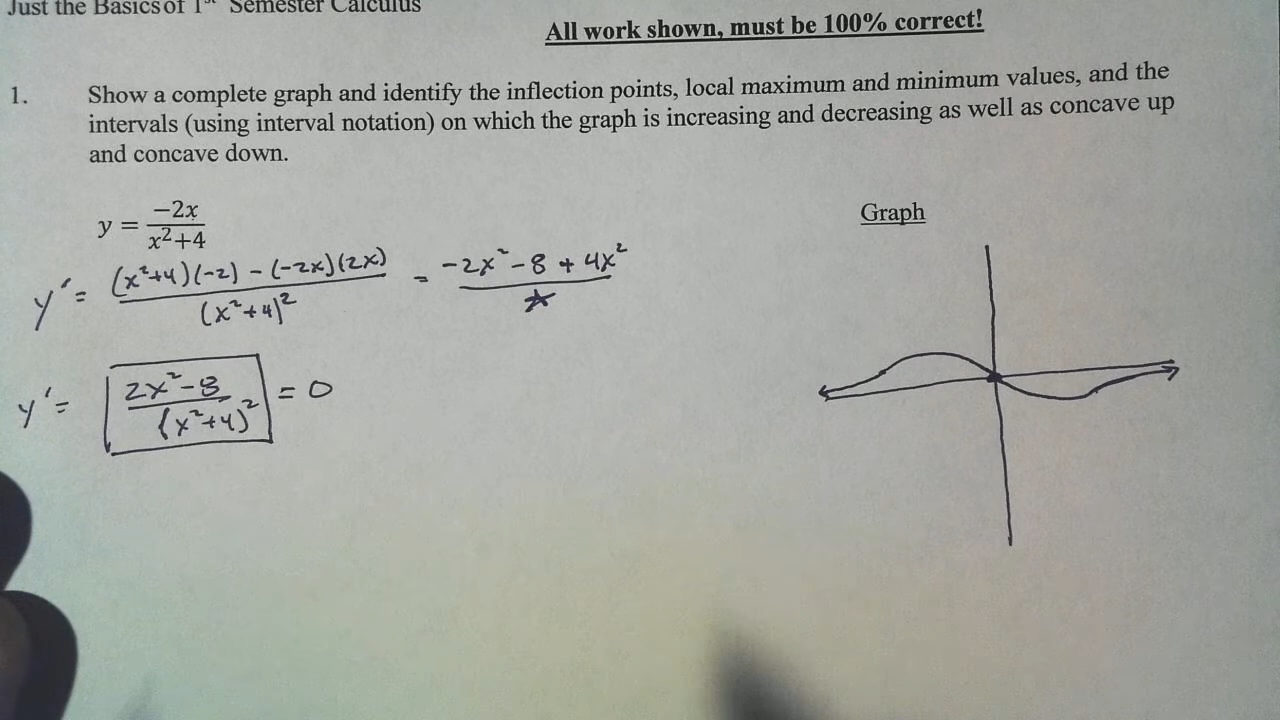 Just the Basics of 1st Semester Calculus
All work shown, must be 100% correct!
1. Show a complete graph and identify the inflection points, local maximum and minimum values, and the
intervals (using interval notation) on which the graph is increasing and decreasing as well as concave up
and concave down.
y = −2x / x²+4
Graph
y' = (x²+4)(-2) - (-2x)(2x) / (x²+4)² = -2x² - 8 + 4x² / ☆
y' = 2x² - 8 / (x²+4)² = 0